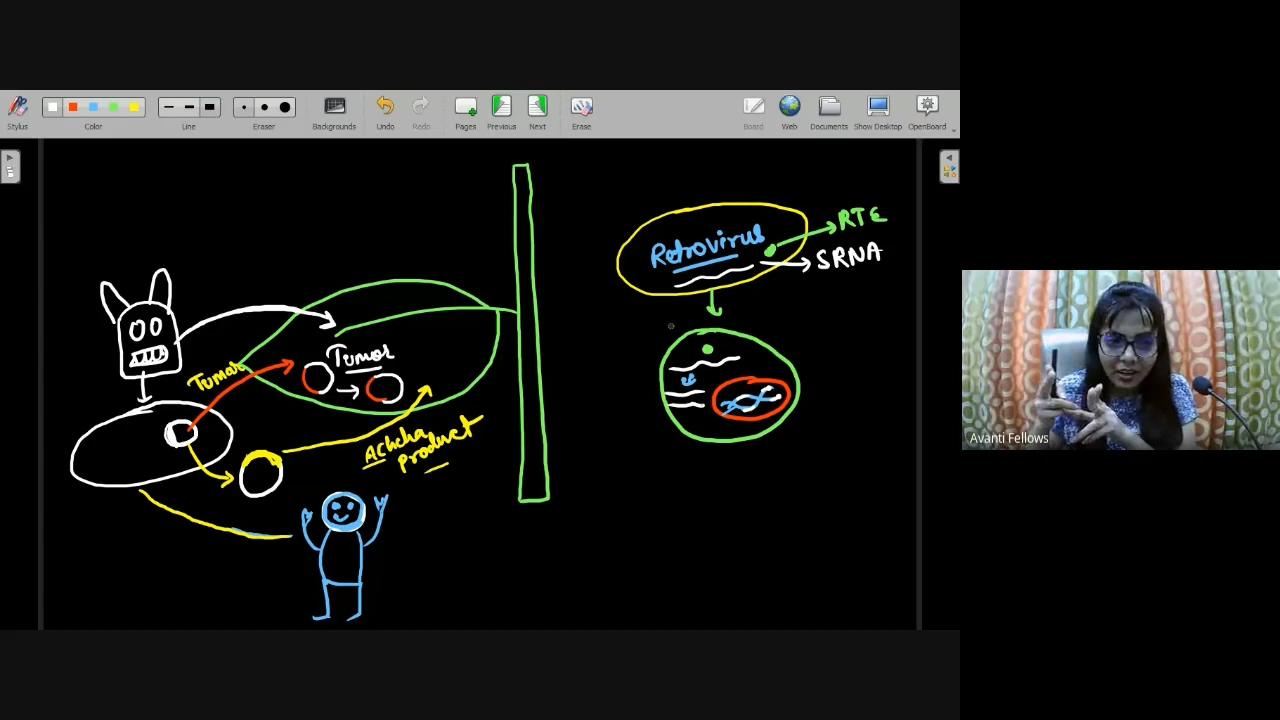 Stylus
Color
Line
Eraser
Backgrounds
Undo
Redo
Pages
Previous
Next
Erase
Board
Web
Documents
Show Desktop
OpenBoard
Retrovirus
RTE
SRNA
Tumor
Tumor
Achcha
product
Avanti Fellows